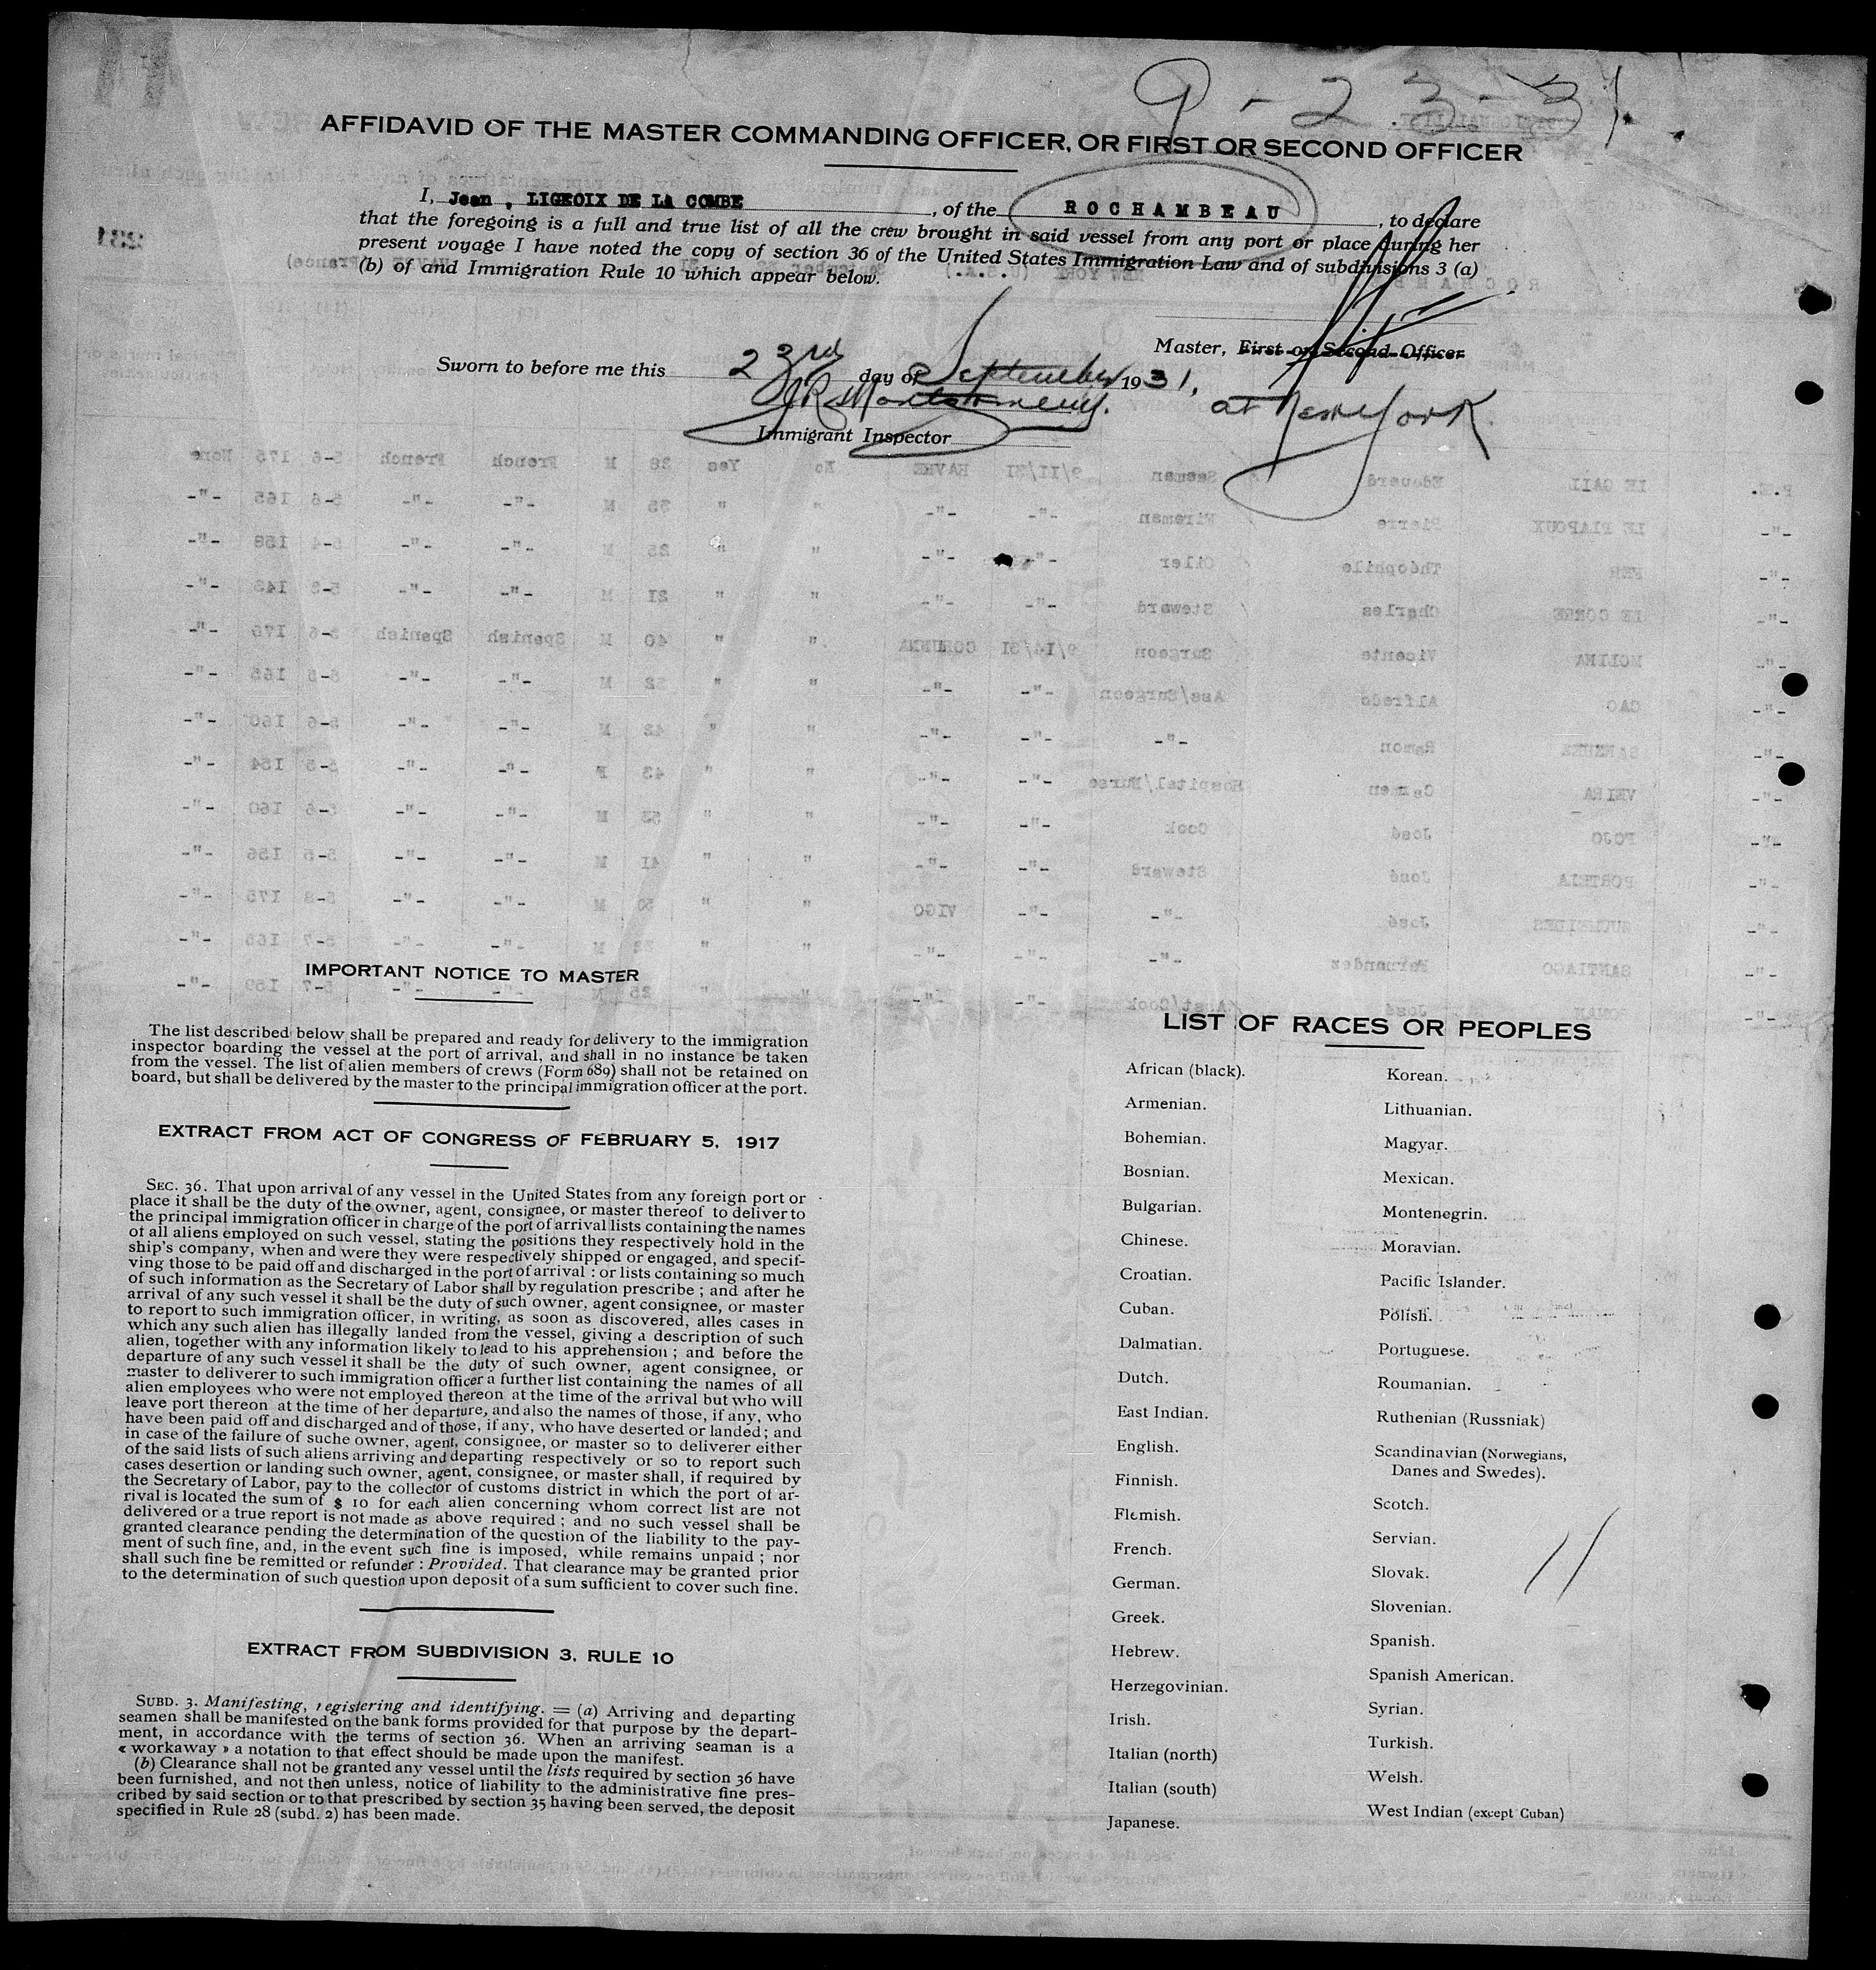 9-23-31.
AFFIDAVID OF THE MASTER COMMANDING OFFICER, OR FIRST OR SECOND OFFICER
I, Jean , LIGEOIX DE LA COMBE, of the ROCHAMBEAU, to declare
that the foregoing is a full and true list of all the crew brought in said vessel from any port or place during her
present voyage I have noted the copy of section 36 of the United States Immigration Law and of subdivisions 3 (a)
(b) of and Immigration Rule 10 which appear below.
Master, First or Second Officer
Sworn to before me this 23rd day of September 1931, at New York
J R Montgomery.
Immigrant Inspector
IMPORTANT NOTICE TO MASTER
The list described below shall be prepared and ready for delivery to the immigration
inspector boarding the vessel at the port of arrival, and shall in no instance be taken
from the vessel. The list of alien members of crews (Form 689) shall not be retained on
board, but shall be delivered by the master to the principal immigration officer at the port.
EXTRACT FROM ACT OF CONGRESS OF FEBRUARY 5, 1917
SEC. 36. That upon arrival of any vessel in the United States from any foreign port or
place it shall be the duty of the owner, agent, consignee, or master thereof to deliver to
the principal immigration officer in charge of the port of arrival lists containing the names
of all aliens employed on such vessel, stating the positions they respectively hold in the
ship's company, when and were they were respectively shipped or engaged, and specif-
ving those to be paid off and discharged in the port of arrival : or lists containing so much
of such information as the Secretary of Labor shall by regulation prescribe ; and after he
arrival of any such vessel it shall be the duty of such owner, agent consignee, or master
to report to such immigration officer, in writing, as soon as discovered, alles cases in
which any such alien has illegally landed from the vessel, giving a description of such
alien, together with any information likely to lead to his apprehension ; and before the
departure of any such vessel it shall be the duty of such owner, agent consignee, or
master to deliverer to such immigration officer a further list containing the names of all
alien employees who were not employed thereon at the time of the arrival but who will
leave port thereon at the time of her departure, and also the names of those, if any, who
have been paid off and discharged and of those, if any, who have deserted or landed ; and
in case of the failure of suche owner, agent, consignee, or master so to deliverer either
of the said lists of such aliens arriving and departing respectively or so to report such
cases desertion or landing such owner, agent, consignee, or master shall, if required by
the Secretary of Labor, pay to the collector of customs district in which the port of ar-
rival is located the sum of $ 10 for each alien concerning whom correct list are not
delivered or a true report is not made as above required ; and no such vessel shall be
granted clearance pending the determination of the question of the liability to the pay-
ment of such fine, and, in the event such fine is imposed, while remains unpaid ; nor
shall such fine be remitted or refunder : Provided. That clearance may be granted prior
to the determination of such question upon deposit of a sum sufficient to cover such fine.
EXTRACT FROM SUBDIVISION 3, RULE 10
SUBD. 3. Manifesting, registering and identifying. = (a) Arriving and departing
seamen shall be manifested on the bank forms provided for that purpose by the depart-
ment, in accordance with the terms of section 36. When an arriving seaman is a
« workaway » a notation to that effect should be made upon the manifest.
(b) Clearance shall not be granted any vessel until the lists required by section 36 have
been furnished, and not then unless, notice of liability to the administrative fine pres-
cribed by said section or to that prescribed by section 35 having been served, the deposit
specified in Rule 28 (subd. 2) has been made.
LIST OF RACES OR PEOPLES
African (black).
Armenian.
Bohemian.
Bosnian.
Bulgarian.
Chinese.
Croatian.
Cuban.
Dalmatian.
Dutch.
East Indian.
English.
Finnish.
Flemish.
French.
German.
Greek.
Hebrew.
Herzegovinian.
Irish.
Italian (north)
Italian (south)
Japanese.
Korean.
Lithuanian.
Magyar.
Mexican.
Montenegrin.
Moravian.
Pacific Islander.
Polish.
Portuguese.
Roumanian.
Ruthenian (Russniak)
Scandinavian (Norwegians,
Danes and Swedes).
Scotch.
Servian.
Slovak.
Slovenian.
Spanish.
Spanish American.
Syrian.
Turkish.
Welsh.
West Indian (except Cuban)
11